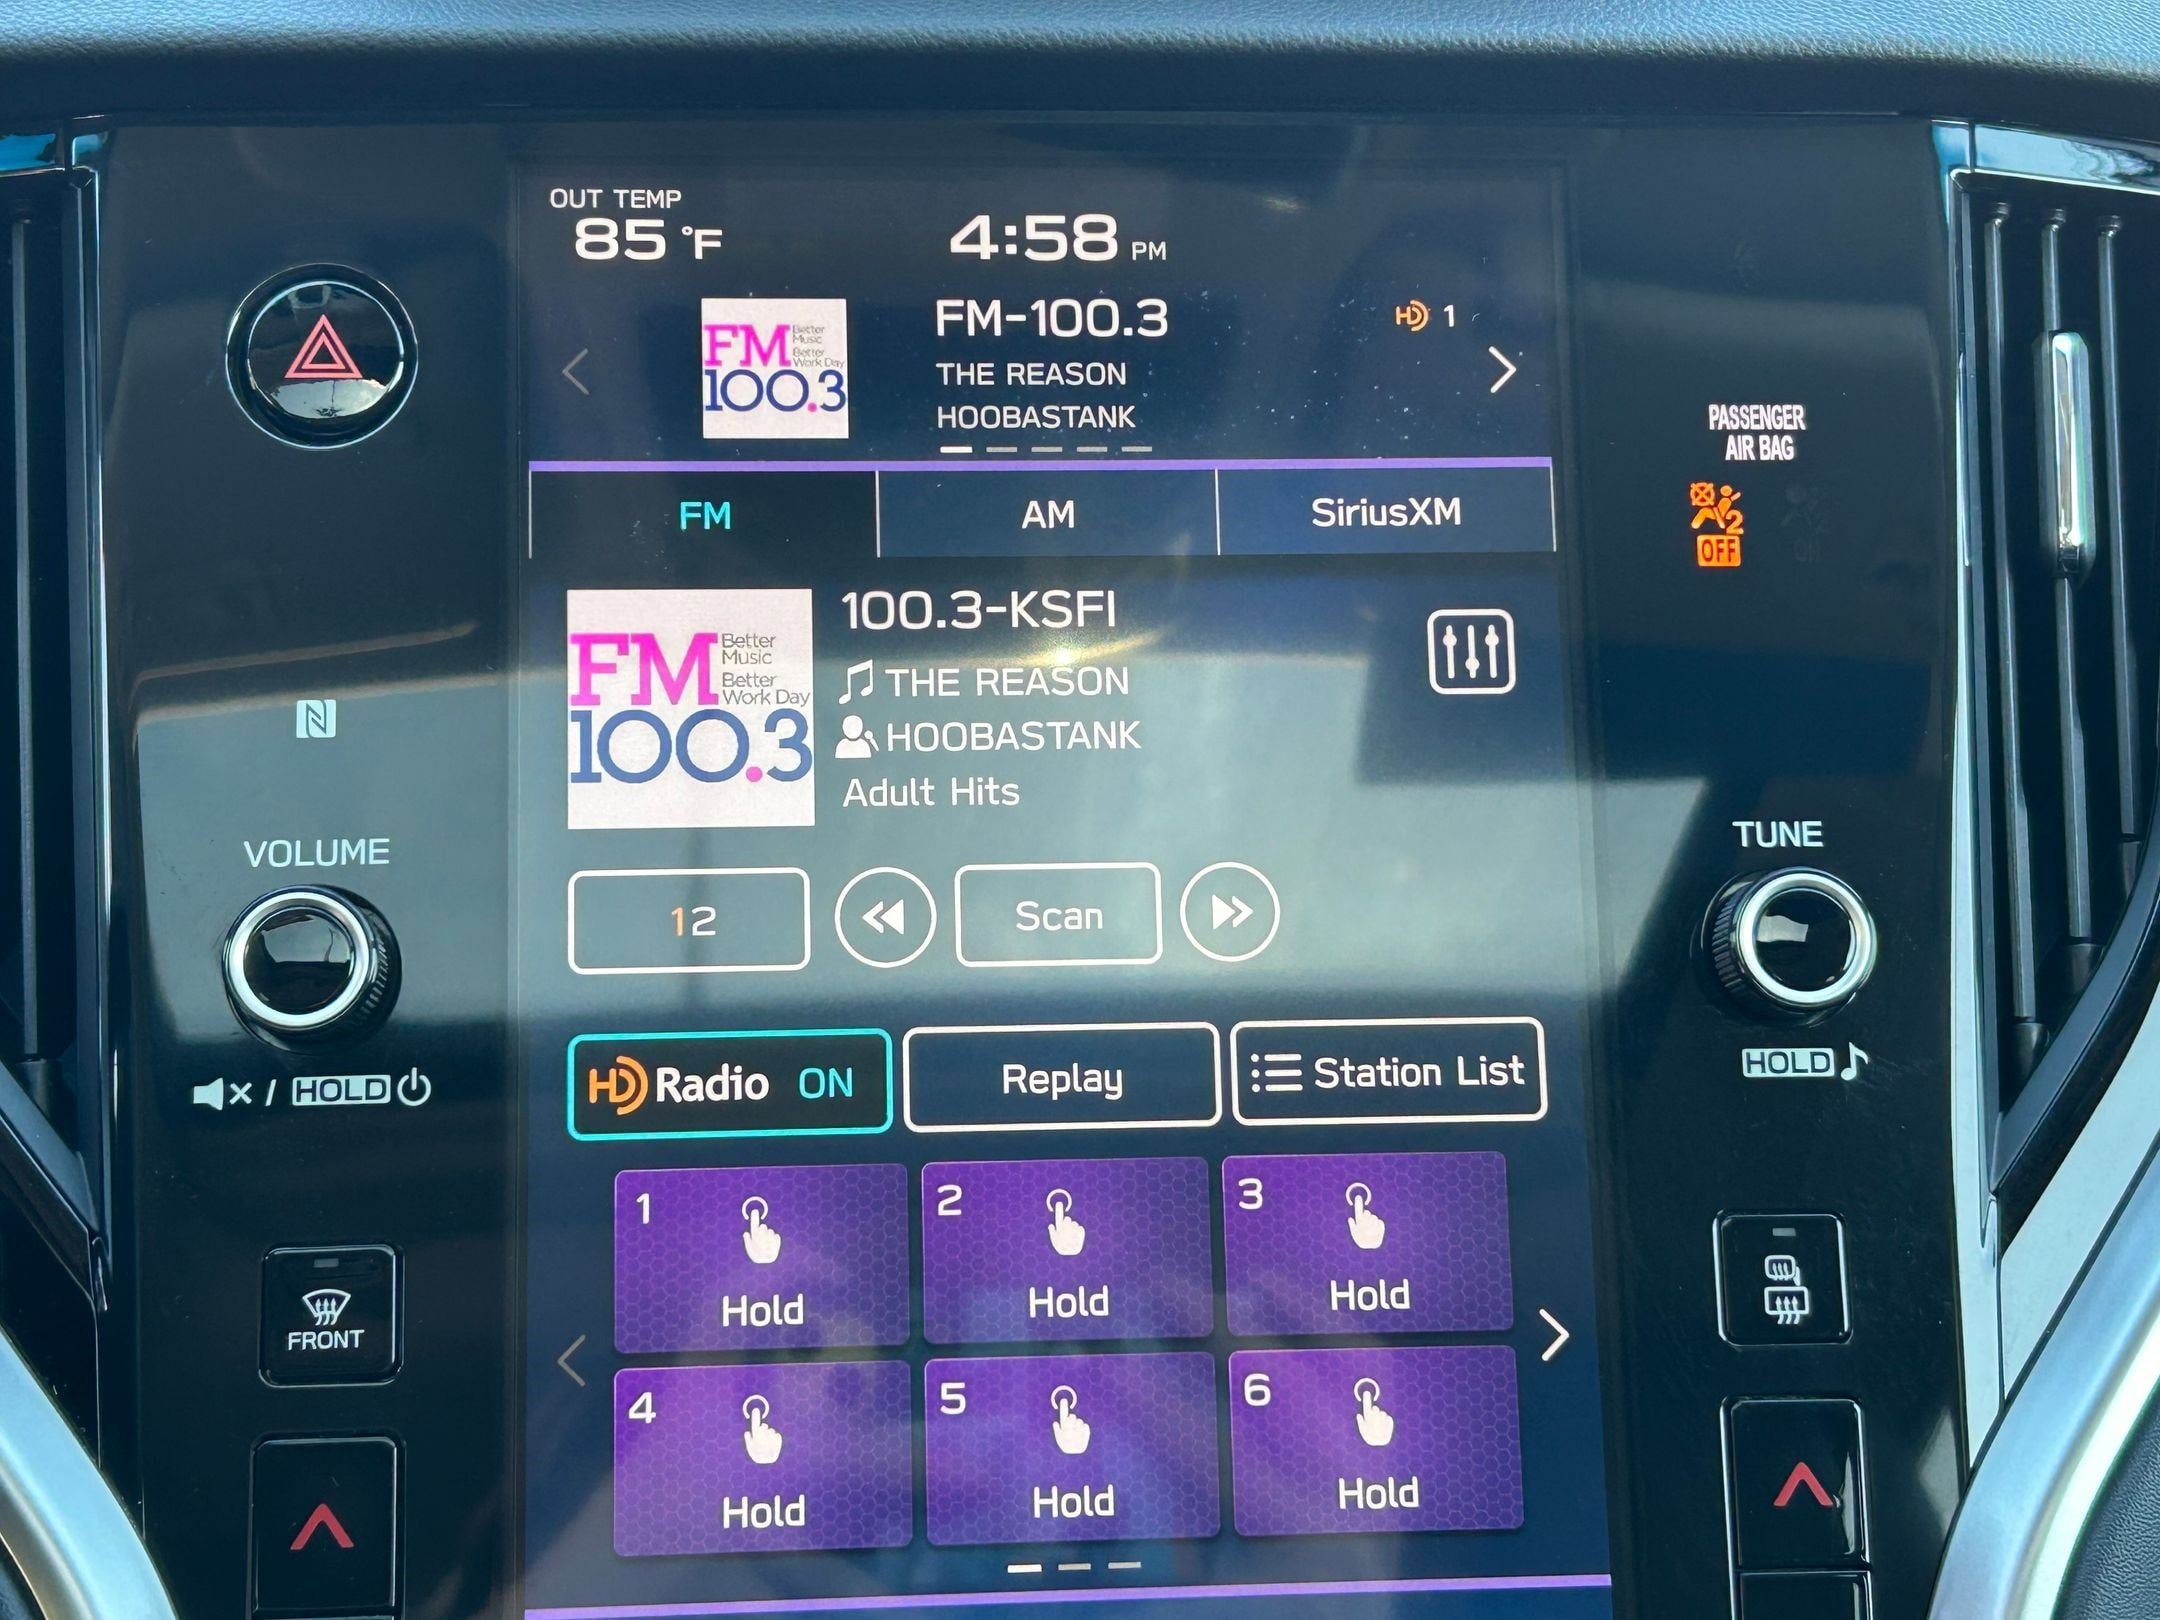 OUT TEMP
85 °F
4:58 PM
FM Better
Music
Better
Work Day
100.3
FM-100.3
THE REASON
HOOBASTANK
HD 1
PASSENGER
AIR BAG
2
OFF
ON
FM
AM
SiriusXM
FM Better
Music
Better
Work Day
100.3
100.3-KSFI
THE REASON
HOOBASTANK
Adult Hits
N
VOLUME
TUNE
12
Scan
HD Radio ON
Replay
Station List
/ HOLD
HOLD
1
Hold
2
Hold
3
Hold
FRONT
4
Hold
5
Hold
6
Hold